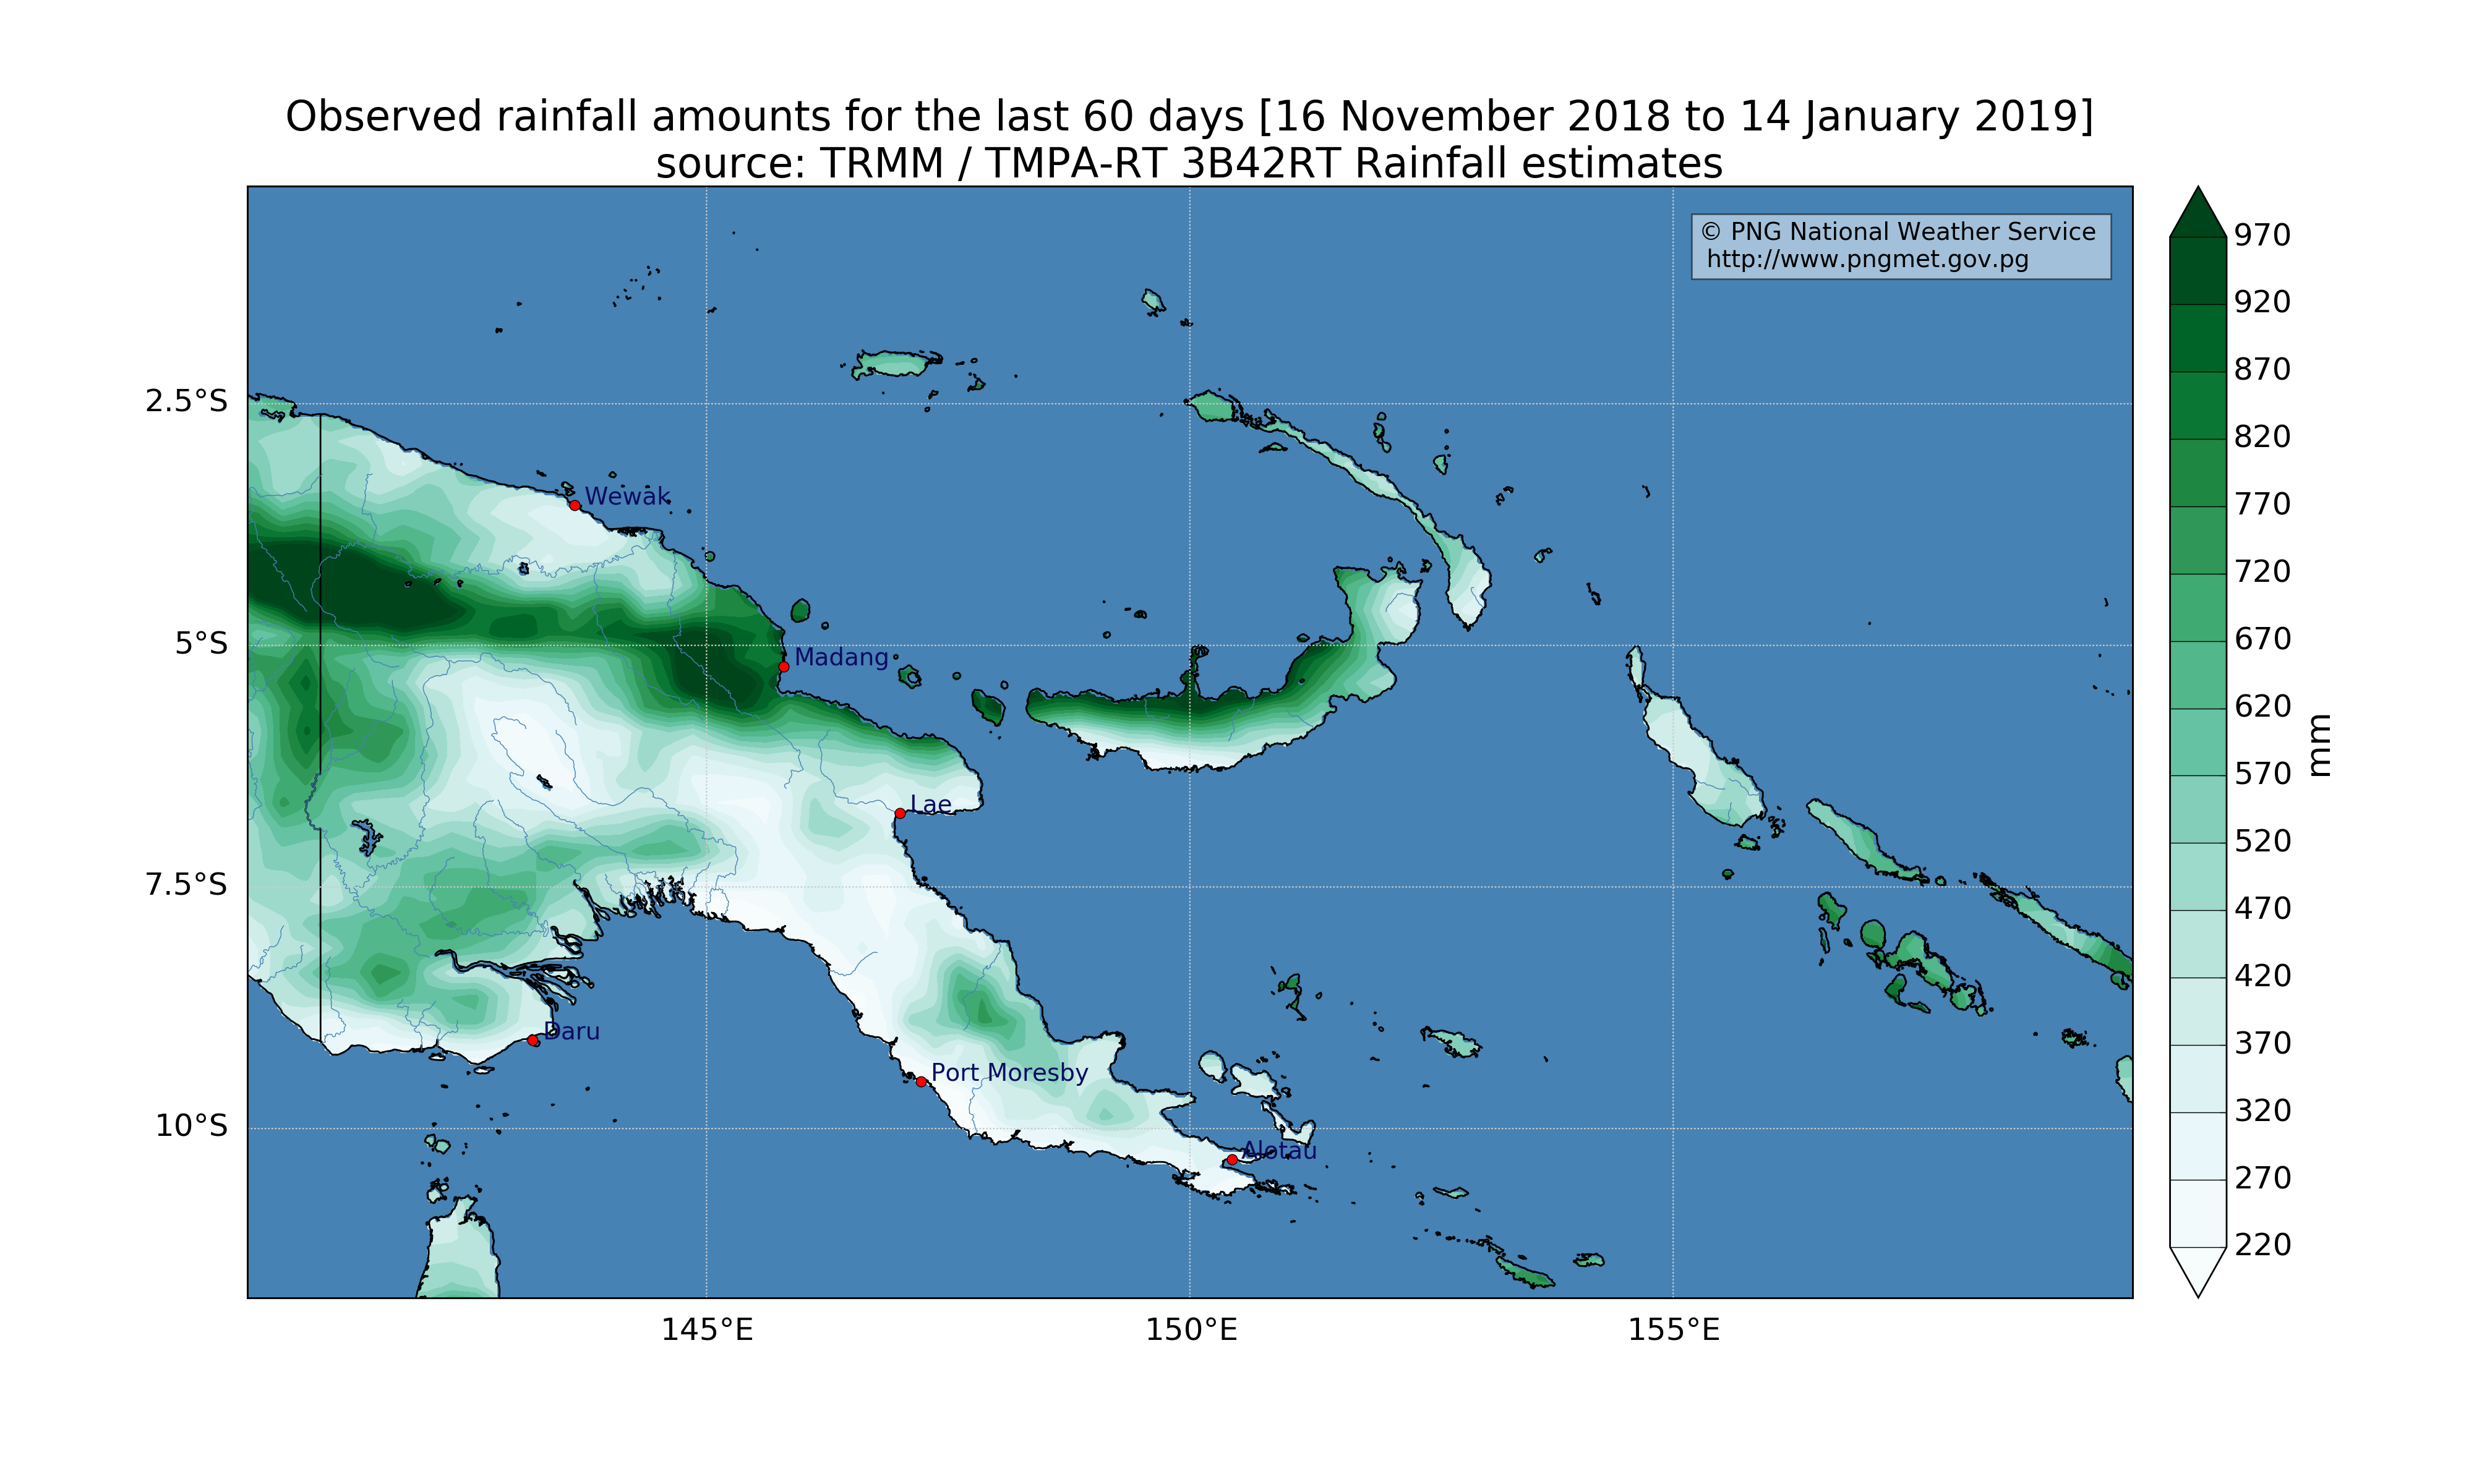 Observed rainfall amounts for the last 60 days [16 November 2018 to 14 January 2019]
source: TRMM / TMPA-RT 3B42RT Rainfall estimates
© PNG National Weather Service
http://www.pngmet.gov.pg
970
920
870
820
770
720
670
620
570
520
470
420
370
320
270
220
mm
2.5°S
5°S
7.5°S
10°S
Wewak
Madang
Lae
Daru
Port Moresby
Alotau
145°E
150°E
155°E